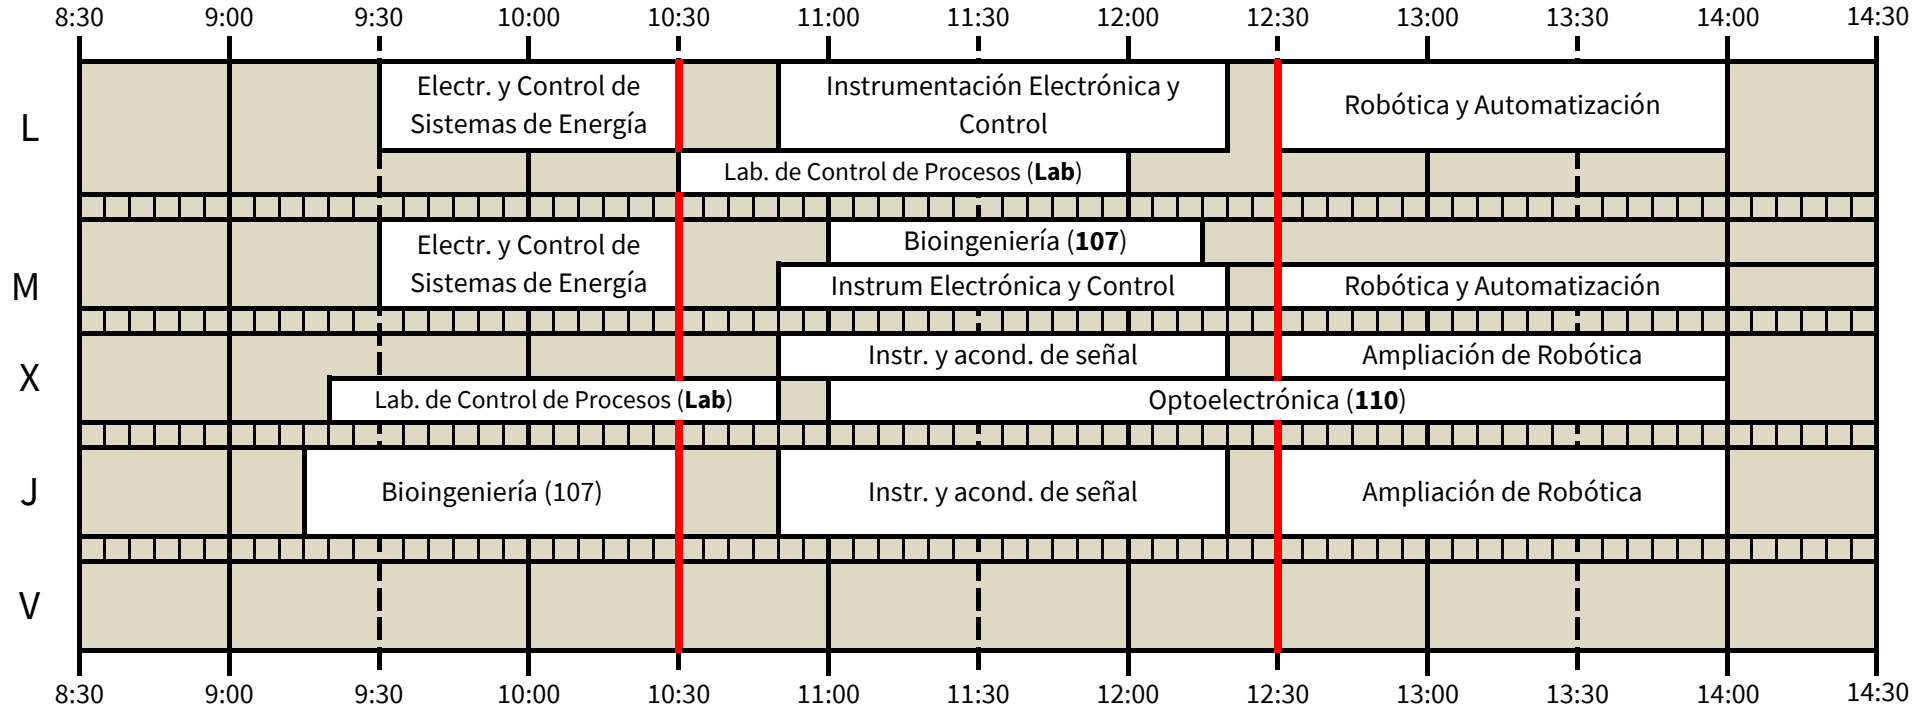 8:30 9:00 9:30 10:00 10:30 11:00 11:30 12:00 12:30 13:00 13:30 14:00 14:30
L
Electr. y Control de
Sistemas de Energía
Instrumentación Electrónica y
Control
Robótica y Automatización
Lab. de Control de Procesos (Lab)
M
Electr. y Control de
Sistemas de Energía
Bioingeniería (107)
Instrum Electrónica y Control
Robótica y Automatización
X
Instr. y acond. de señal
Ampliación de Robótica
Lab. de Control de Procesos (Lab)
Optoelectrónica (110)
J
Bioingeniería (107)
Instr. y acond. de señal
Ampliación de Robótica
V
8:30 9:00 9:30 10:00 10:30 11:00 11:30 12:00 12:30 13:00 13:30 14:00 14:30